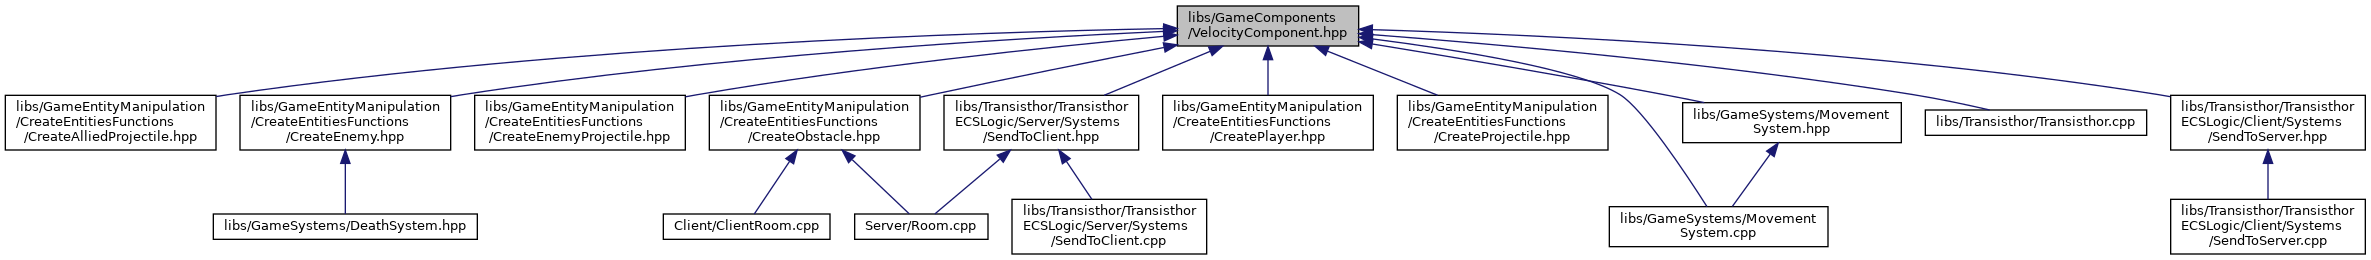 libs/GameComponents
/VelocityComponent.hpp
libs/GameEntityManipulation
/CreateEntitiesFunctions
/CreateAlliedProjectile.hpp
libs/GameEntityManipulation
/CreateEntitiesFunctions
/CreateEnemy.hpp
libs/GameEntityManipulation
/CreateEntitiesFunctions
/CreateEnemyProjectile.hpp
libs/GameEntityManipulation
/CreateEntitiesFunctions
/CreateObstacle.hpp
libs/Transisthor/Transisthor
ECSLogic/Server/Systems
/SendToClient.hpp
libs/GameEntityManipulation
/CreateEntitiesFunctions
/CreatePlayer.hpp
libs/GameEntityManipulation
/CreateEntitiesFunctions
/CreateProjectile.hpp
libs/GameSystems/Movement
System.hpp
libs/Transisthor/Transisthor.cpp
libs/Transisthor/Transisthor
ECSLogic/Client/Systems
/SendToServer.hpp
libs/GameSystems/DeathSystem.hpp
Client/ClientRoom.cpp
Server/Room.cpp
libs/Transisthor/Transisthor
ECSLogic/Server/Systems
/SendToClient.cpp
libs/GameSystems/Movement
System.cpp
libs/Transisthor/Transisthor
ECSLogic/Client/Systems
/SendToServer.cpp